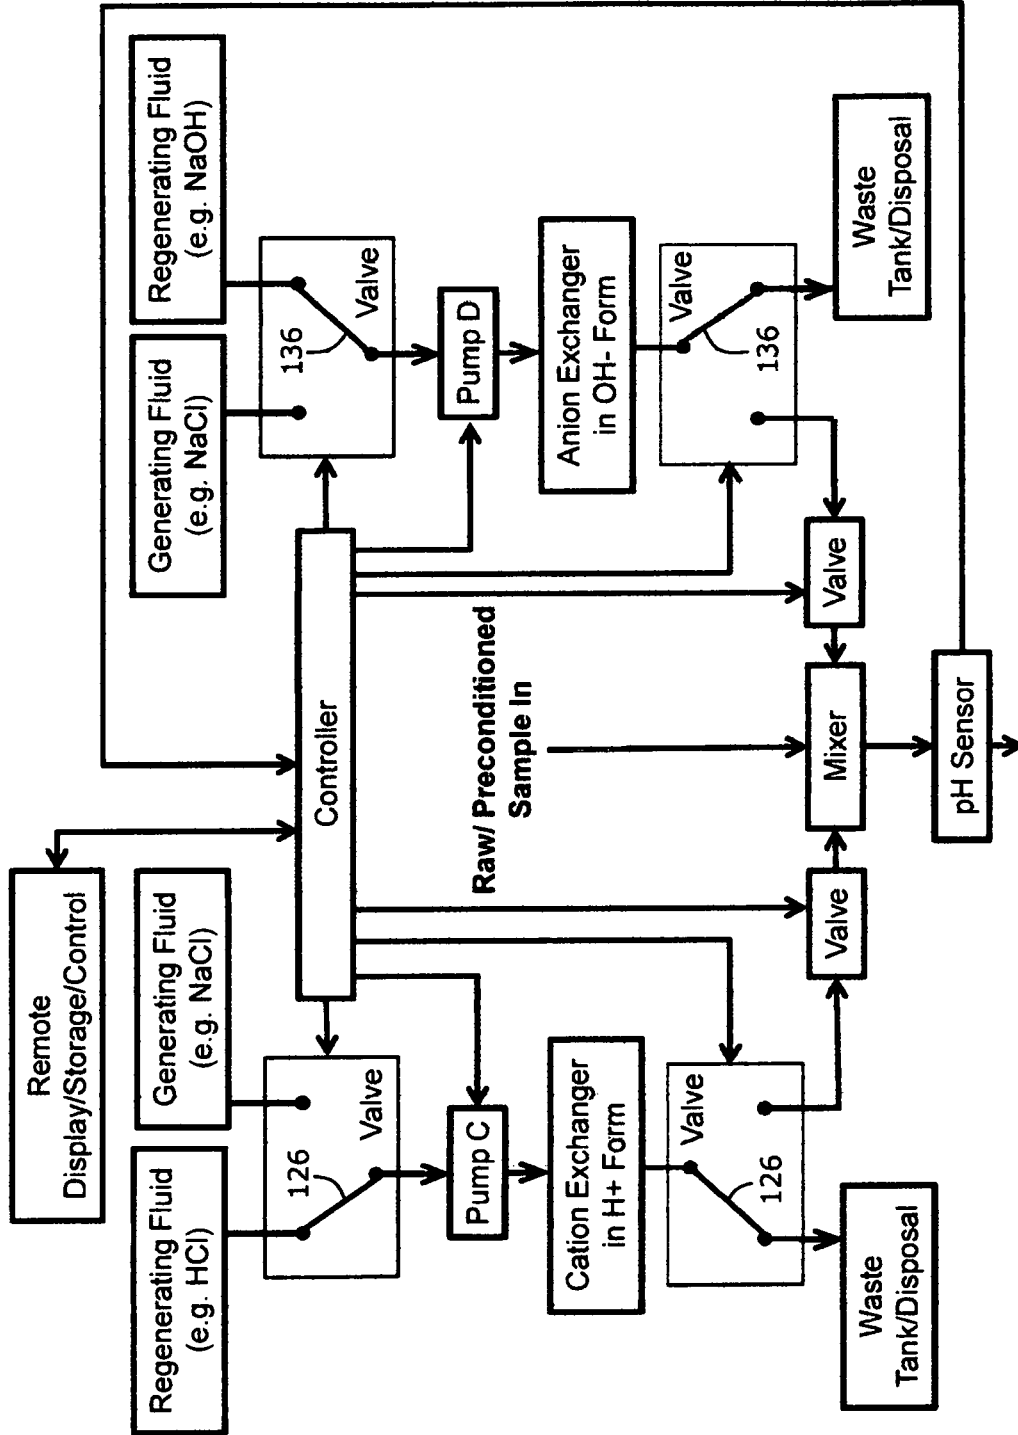 Remote
Display/Storage/Control
Regenerating Fluid
(e.g. HCl)
Generating Fluid
(e.g. NaCl)
Generating Fluid
(e.g. NaCl)
Regenerating Fluid
(e.g. NaOH)
126
Valve
Controller
136
Valve
Pump C
Pump D
Raw/ Preconditioned
Sample In
Cation Exchanger
in H+ Form
Anion Exchanger
in OH- Form
Valve
126
Valve
136
Valve
Mixer
Valve
Waste
Tank/Disposal
Waste
Tank/Disposal
pH Sensor